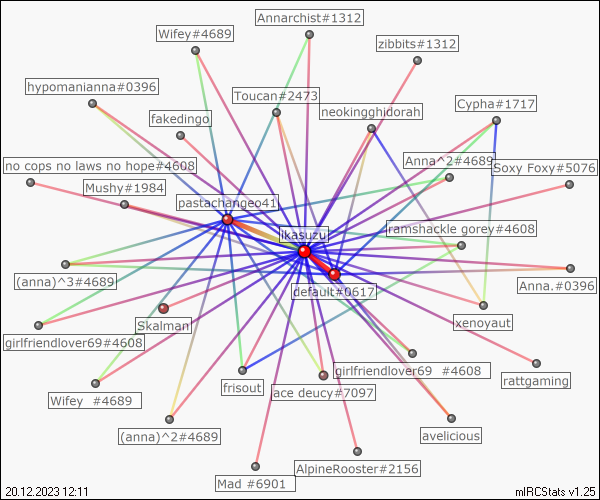 Annarchist#1312
Wifey#4689
zibbits#1312
hypomanianna#0396
Toucan#2473
neokingghidorah
Cypha#1717
fakedingo
no cops no laws no hope#4608
Anna^2#4689
Soxy Foxy#5076
Mushy#1984
pastachangeo41
jikasuzuj
ramshackle gorey#4608
(anna)^3#4689
default#0617
Anna.#0396
Skalman
xenoyaut
girlfriendlover69#4608
girlfriendlover69 #4608
rattgaming
frisout
ace deucy#7097
Wifey #4689
(anna)^2#4689
avelicious
AlpineRooster#2156
Mad #6901
20.12.2023 12:11
mIRCStats v1.25